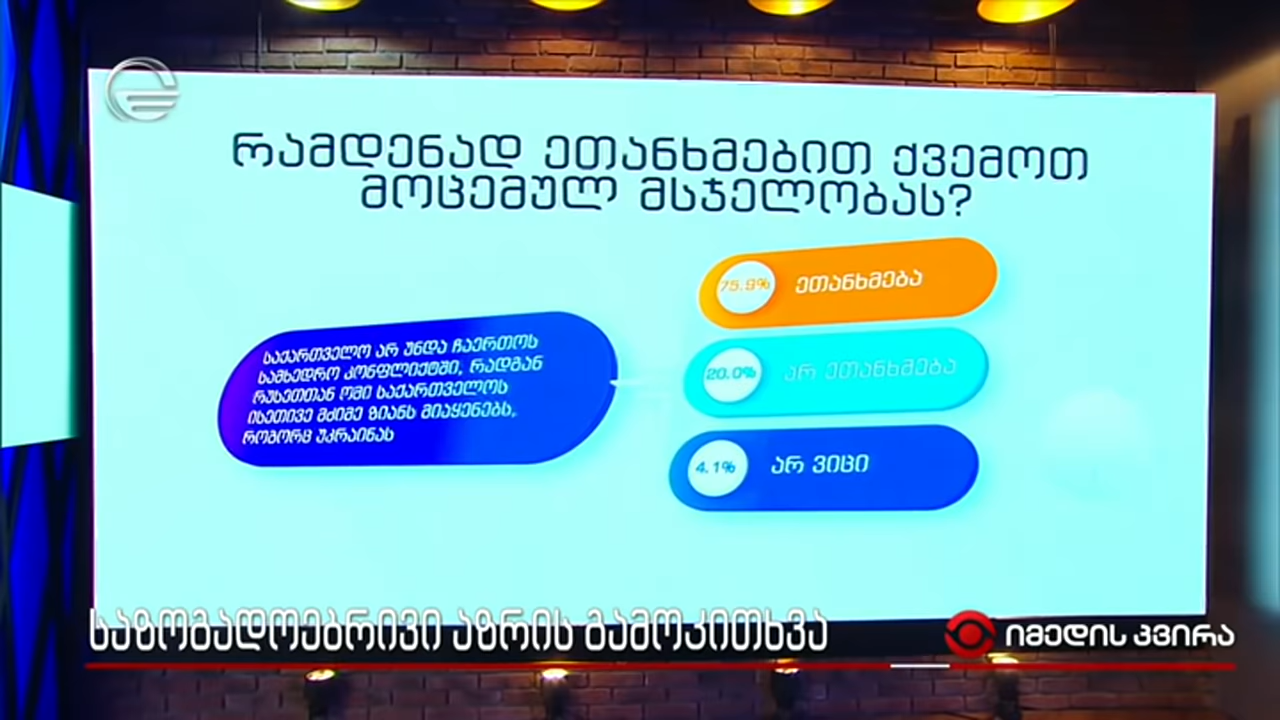 რამდენად ეთანხმებით ქვემოთ
მოცემულ მსჯელობას?
საქართველო არ უნდა ჩაერთოს
სამხედრო კონფლიქტში, რადგან
რუსეთთან ომი საქართველოს
ისეთივე მძიმე ზიანს მიაყენებს,
როგორც უკრაინას
75.9% ეთანხმება
20.0% არ ეთანხმება
4.1% არ ვიცი
საზოგადოებრივი აზრის გამოკითხვა
იმედის კვირა